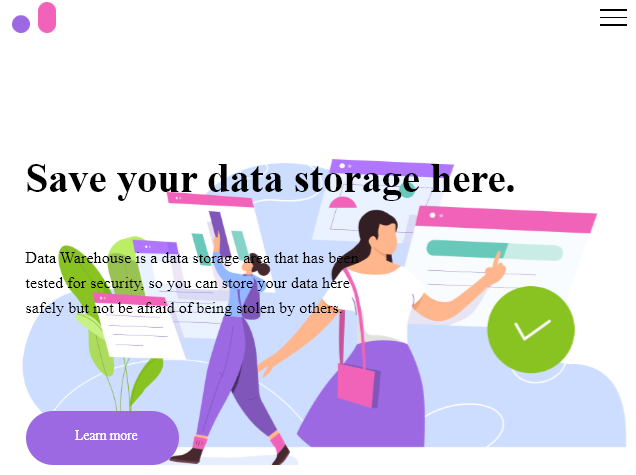 Save your data storage here.
Data Warehouse is a data storage area that has been
tested for security, so you can store your data here
safely but not be afraid of being stolen by others.
Learn more